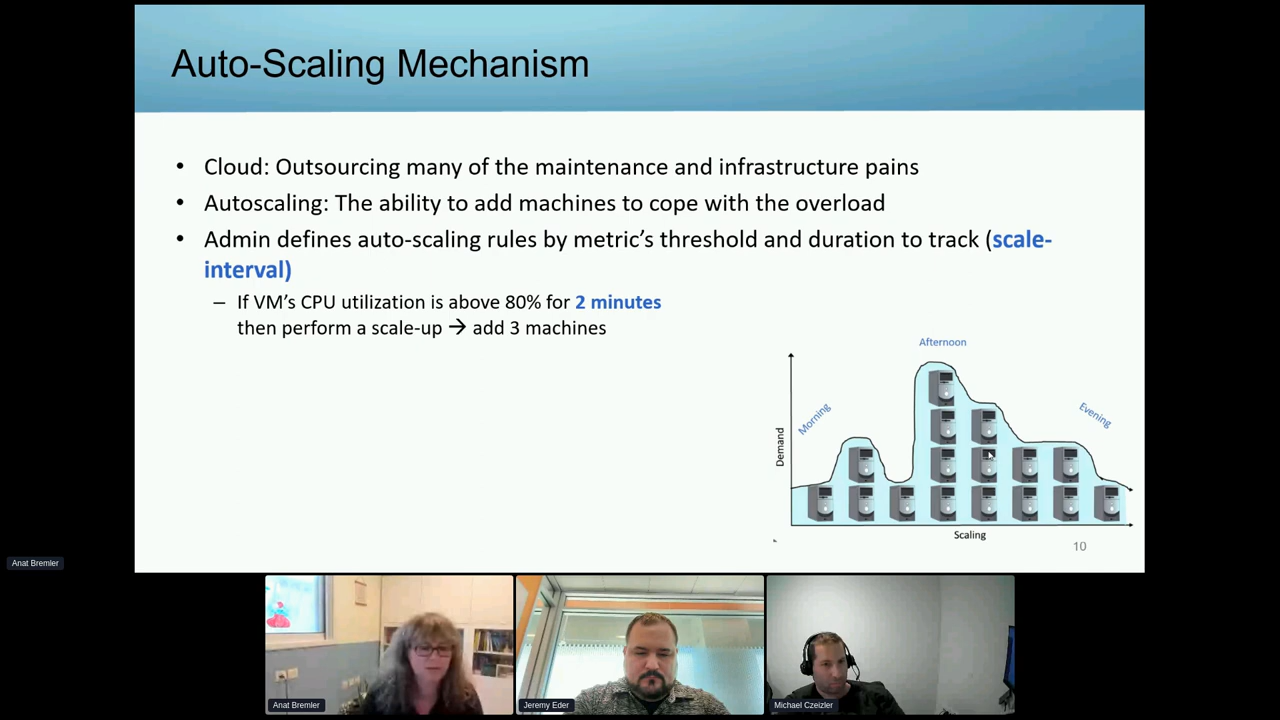 Auto-Scaling Mechanism
• Cloud: Outsourcing many of the maintenance and infrastructure pains
• Autoscaling: The ability to add machines to cope with the overload
• Admin defines auto-scaling rules by metric’s threshold and duration to track (scale-
interval)
– If VM’s CPU utilization is above 80% for 2 minutes
then perform a scale-up → add 3 machines
Afternoon
Morning
Evening
Demand
Scaling
10
Anat Bremler
Anat Bremler
Jeremy Eder
Michael Czeizler